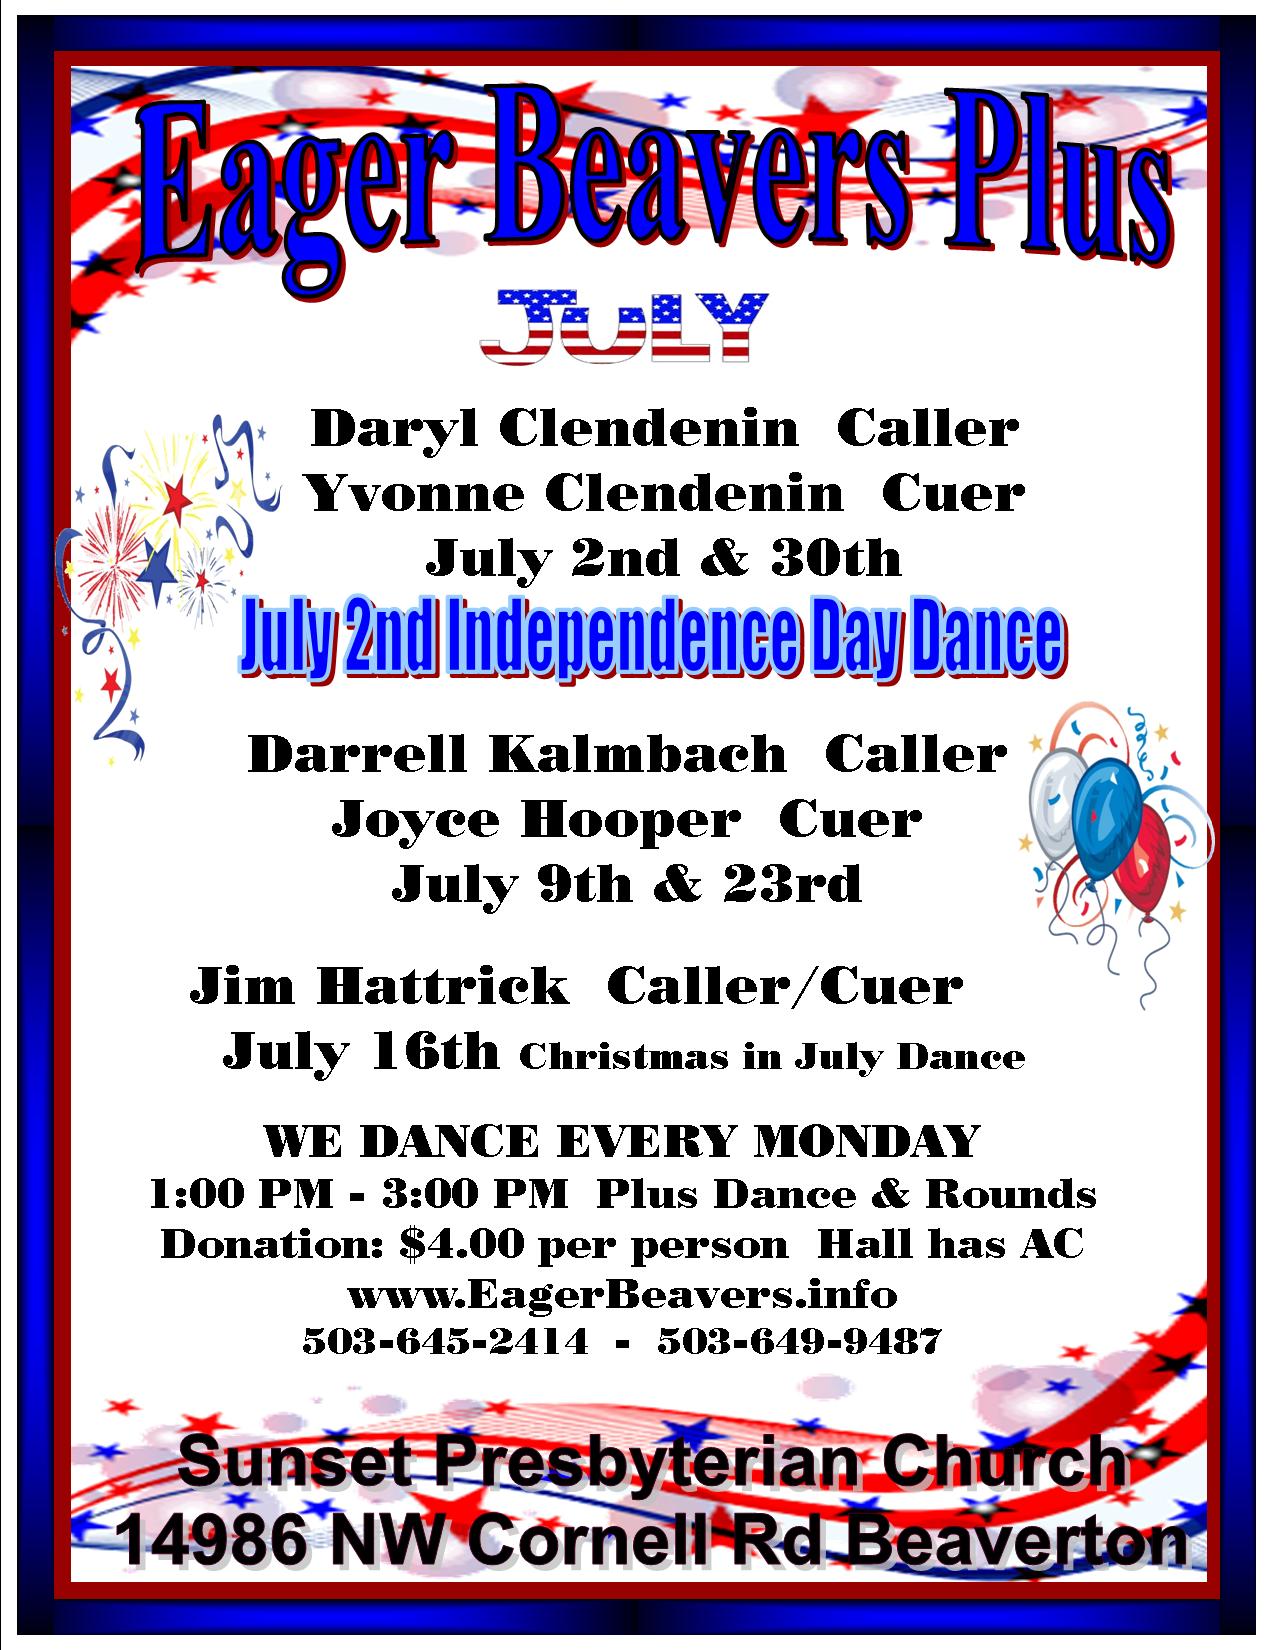 Eager Beavers Plus
JULY
Daryl Clendenin Caller
Yvonne Clendenin Cuer
July 2nd & 30th
July 2nd Independence Day Dance
Darrell Kalmbach Caller
Joyce Hooper Cuer
July 9th & 23rd
Jim Hattrick Caller/Cuer
July 16th Christmas in July Dance
WE DANCE EVERY MONDAY
1:00 PM - 3:00 PM Plus Dance & Rounds
Donation: $4.00 per person Hall has AC
www.EagerBeavers.info
503-645-2414 - 503-649-9487
Sunset Presbyterian Church
14986 NW Cornell Rd Beaverton